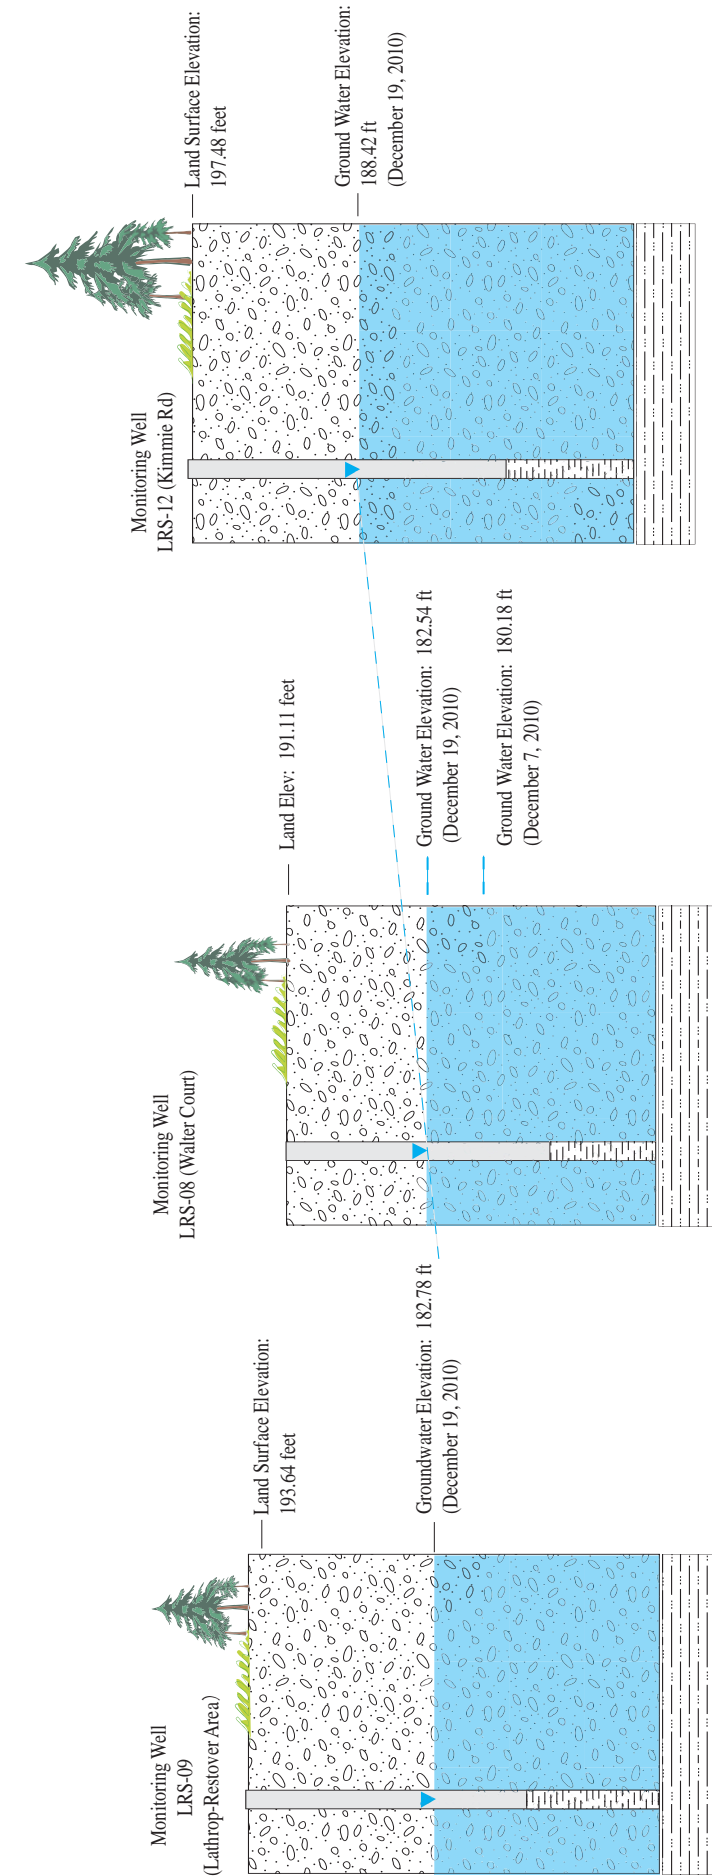 Monitoring Well
LRS-12 (Kimmie Rd)
Land Surface Elevation:
197.48 feet
Ground Water Elevation:
188.42 ft
(December 19, 2010)
Monitoring Well
LRS-08 (Walter Court)
Land Elev: 191.11 feet
Ground Water Elevation: 182.54 ft
(December 19, 2010)
Ground Water Elevation: 180.18 ft
(December 7, 2010)
Monitoring Well
LRS-09
(Lathrop-Restover Area)
Land Surface Elevation:
193.64 feet
Groundwater Elevation: 182.78 ft
(December 19, 2010)